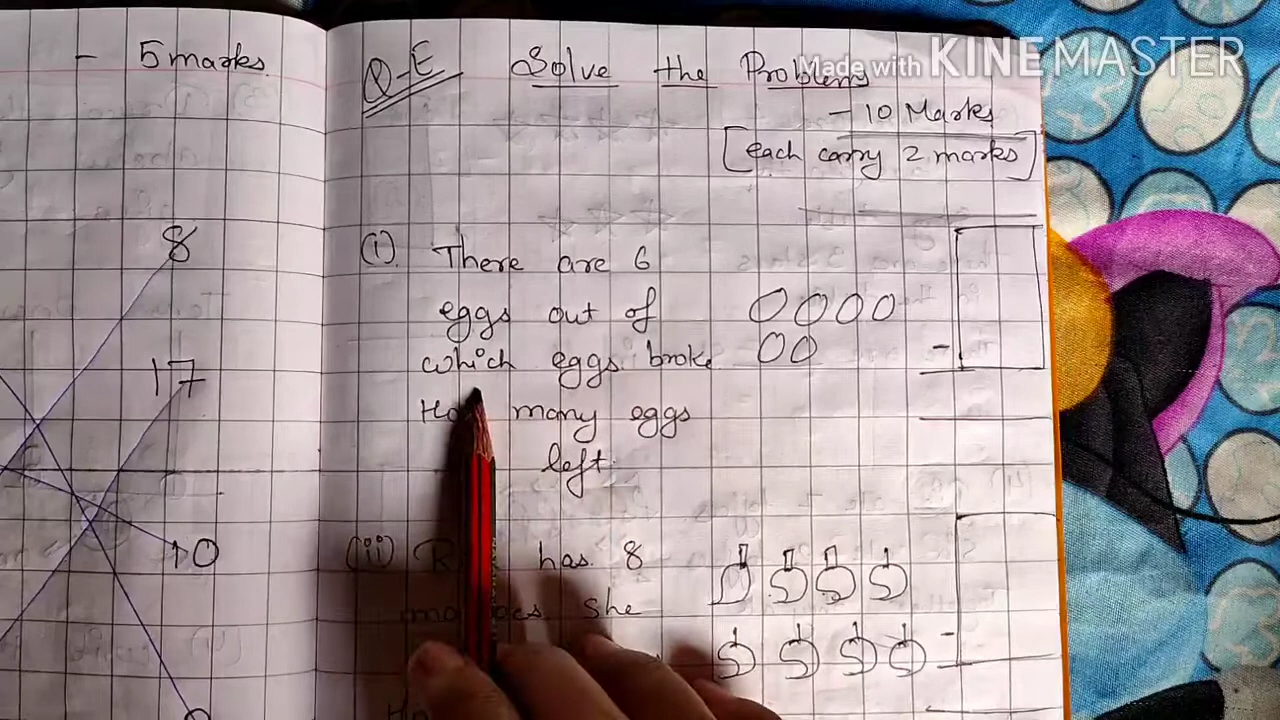 - 5 marks.
8
17
10
Q-E Solve the Problem
- 10 Marks
[each carry 2 marks]
(i). There are 6
eggs out of
which eggs broke
many eggs
left.
(ii) has 8
she
Made with KINEMASTER